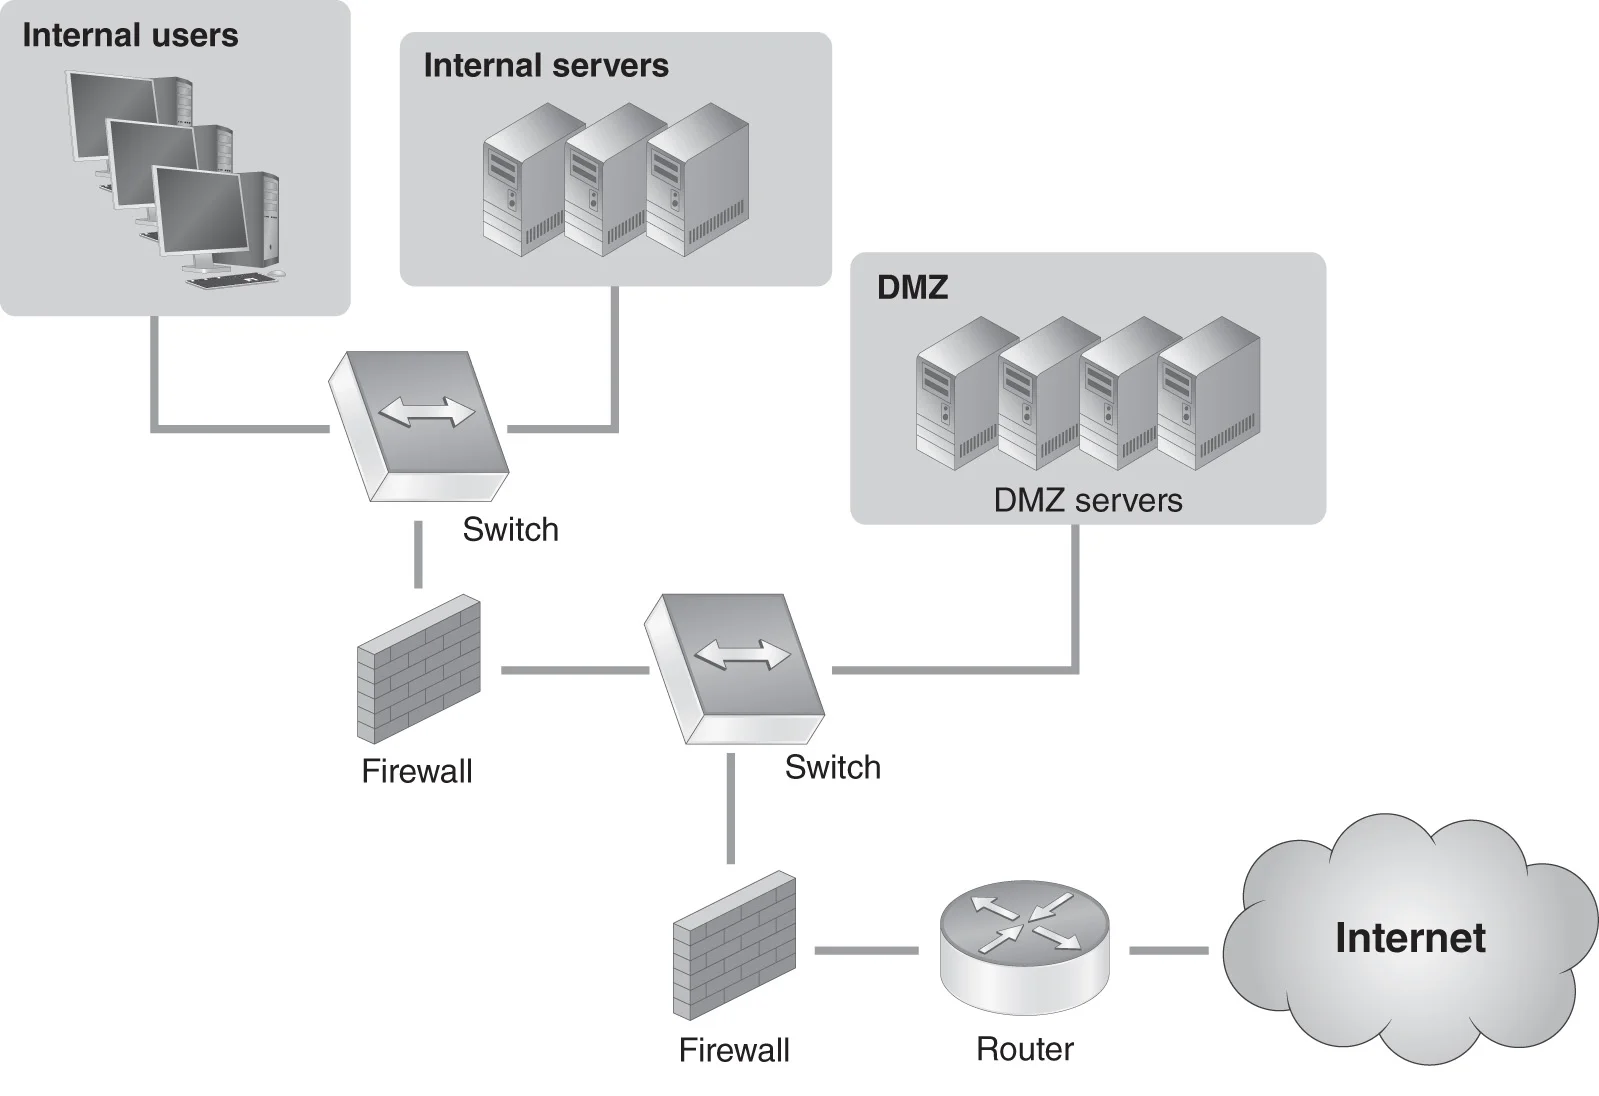 Internal users
Internal servers
DMZ
DMZ servers
Switch
Firewall
Switch
Internet
Firewall
Router